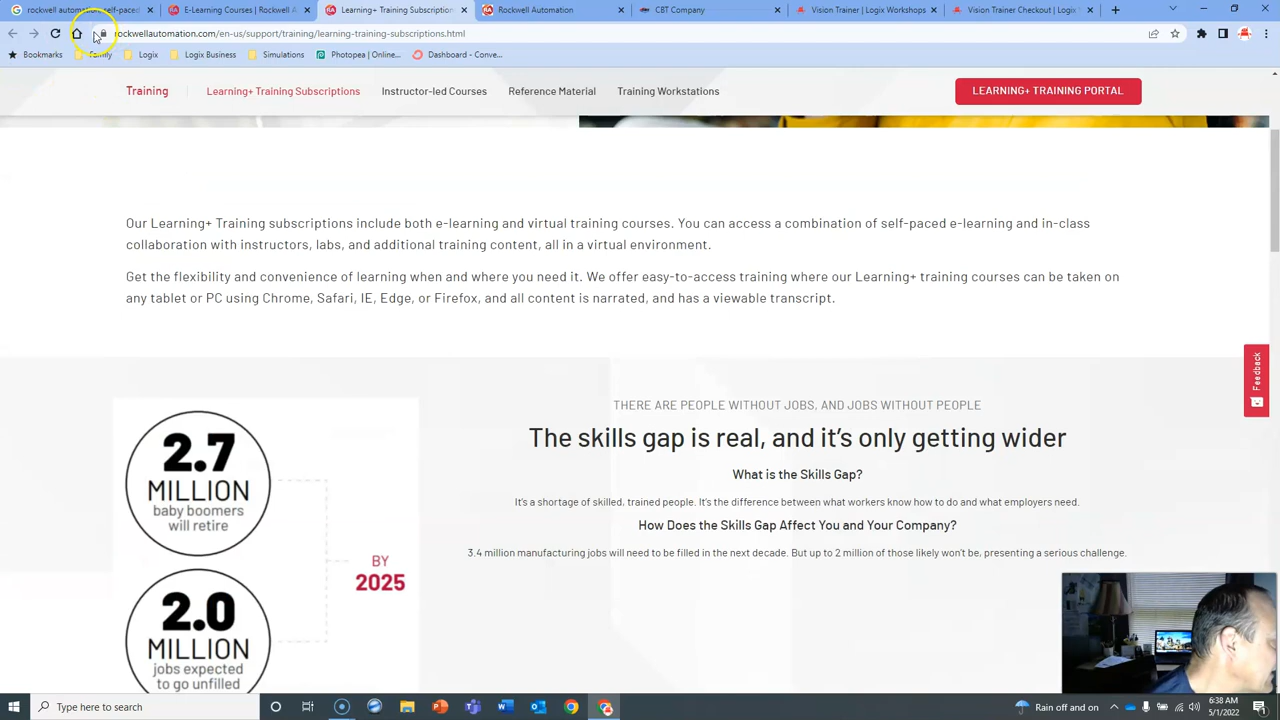 rockwell automation self-paced
E-Learning Courses | Rockwell A
Learning+ Training Subscription
Rockwell Automation
CBT Company
Vision Trainer | Logix Workshops
Vision Trainer Checkout | Logix
rockwellautomation.com/en-us/support/training/learning-training-subscriptions.html
Bookmarks
Family
Logix
Logix Business
Simulations
Photopea | Online...
Dashboard - Conve...
Training
Learning+ Training Subscriptions
Instructor-led Courses
Reference Material
Training Workstations
LEARNING+ TRAINING PORTAL
Our Learning+ Training subscriptions include both e-learning and virtual training courses. You can access a combination of self-paced e-learning and in-class
collaboration with instructors, labs, and additional training content, all in a virtual environment.
Get the flexibility and convenience of learning when and where you need it. We offer easy-to-access training where our Learning+ training courses can be taken on
any tablet or PC using Chrome, Safari, IE, Edge, or Firefox, and all content is narrated, and has a viewable transcript.
Feedback
THERE ARE PEOPLE WITHOUT JOBS, AND JOBS WITHOUT PEOPLE
The skills gap is real, and it's only getting wider
What is the Skills Gap?
It's a shortage of skilled, trained people. It's the difference between what workers know how to do and what employers need.
How Does the Skills Gap Affect You and Your Company?
3.4 million manufacturing jobs will need to be filled in the next decade. But up to 2 million of those likely won't be, presenting a serious challenge.
2.7
MILLION
baby boomers
will retire
BY
2025
2.0
MILLION
jobs expected
to go unfilled
Type here to search
Rain off and on
6:38 AM
5/1/2022